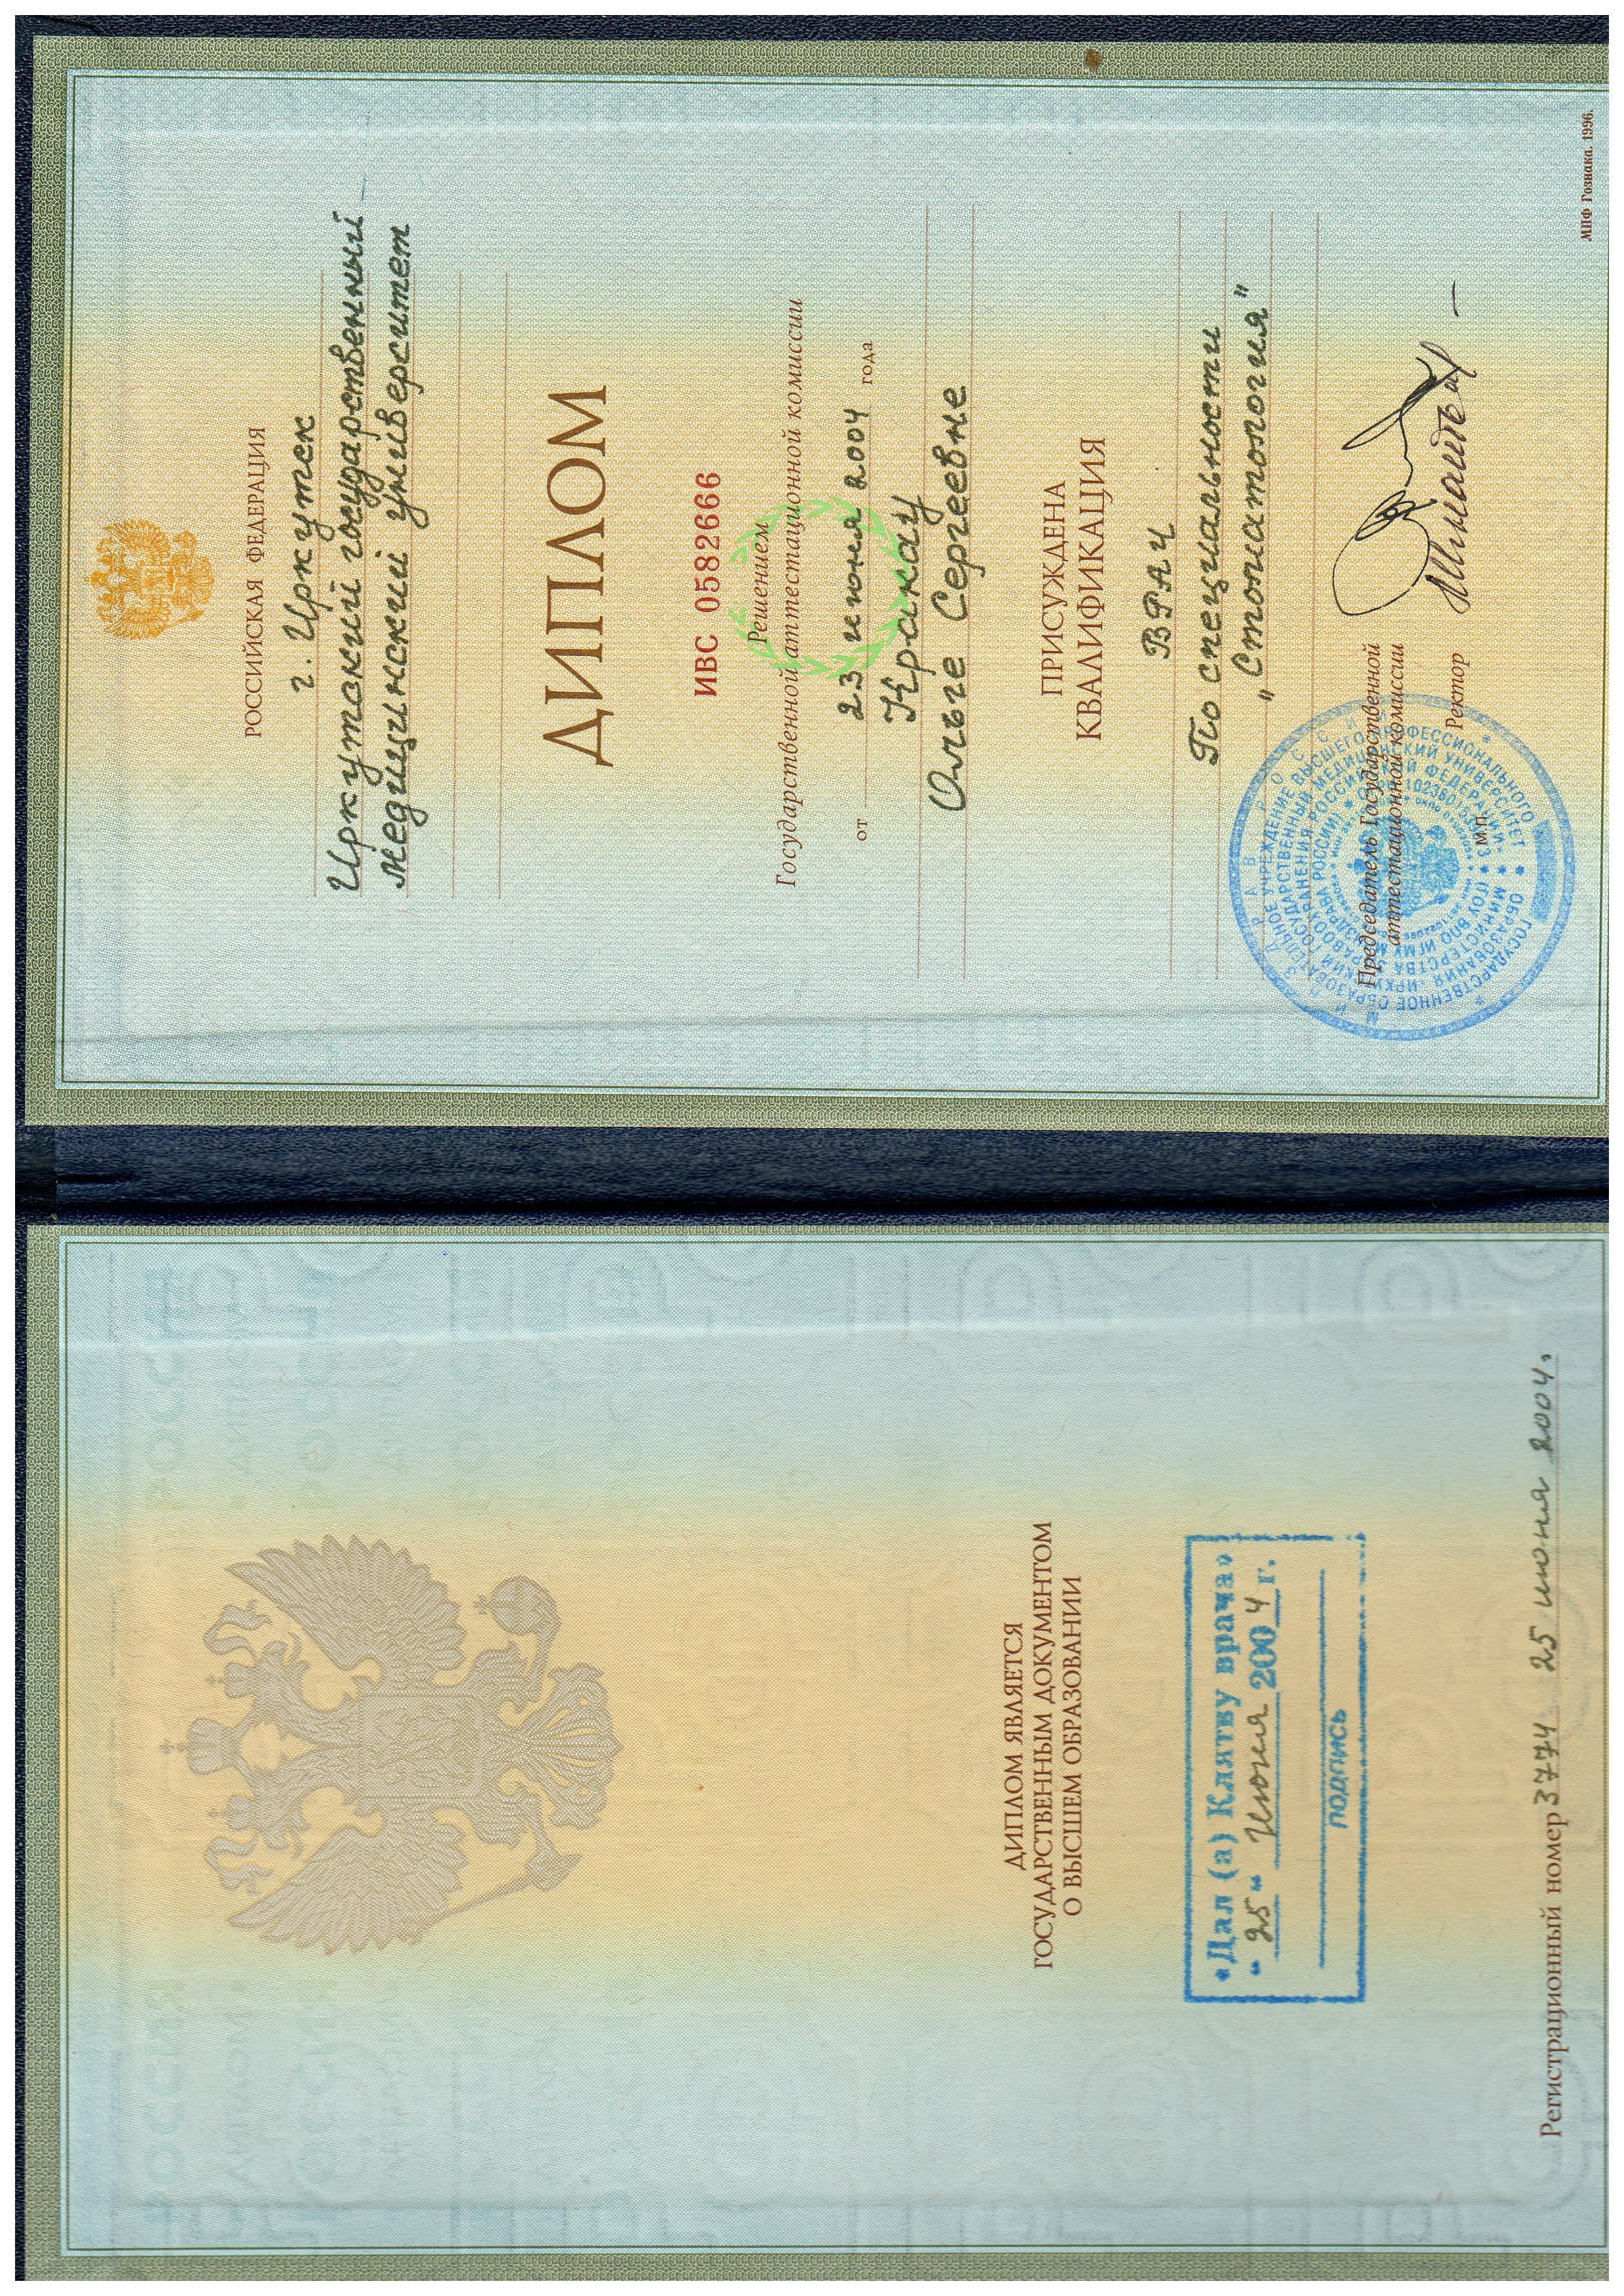 ДИПЛОМ ЯВЛЯЕТСЯ
ГОСУДАРСТВЕННЫМ ДОКУМЕНТОМ
О ВЫСШЕМ ОБРАЗОВАНИИ
«Дал (а) Клятву врача»
“ 25 “ Июня 2004 г.
подпись
Регистрационный номер 3774 25 июня 2004.
РОССИЙСКАЯ ФЕДЕРАЦИЯ
г. Иркутск
Иркутский государственный
медицинский университет
ДИПЛОМ
ИВС 0582666
Решением
Государственной аттестационной комиссии
от 23 июня 2004 года
Ольге Сергеевне
ПРИСУЖДЕНА
КВАЛИФИКАЦИЯ
ВРАЧ
По специальности
„Стоматология"
Председатель Государственной
аттестационной комиссии
Ректор
М.П.
МПФ Гознака. 1996.